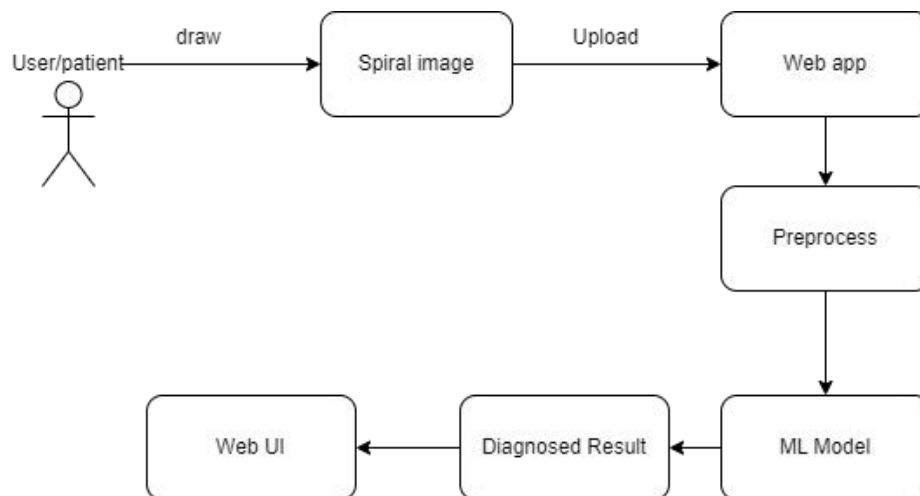 draw
Upload
User/patient
Spiral image
Web app
Preprocess
Web UI
Diagnosed Result
ML Model